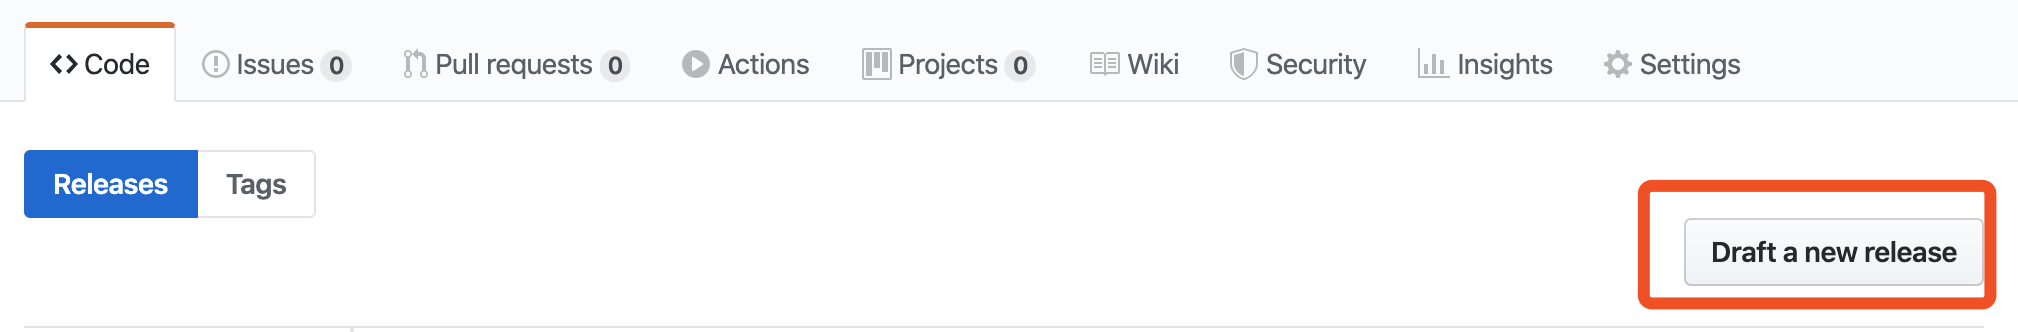 Code Issues 0 Pull requests 0 Actions Projects 0 Wiki Security Insights Settings
Releases Tags
Draft a new release